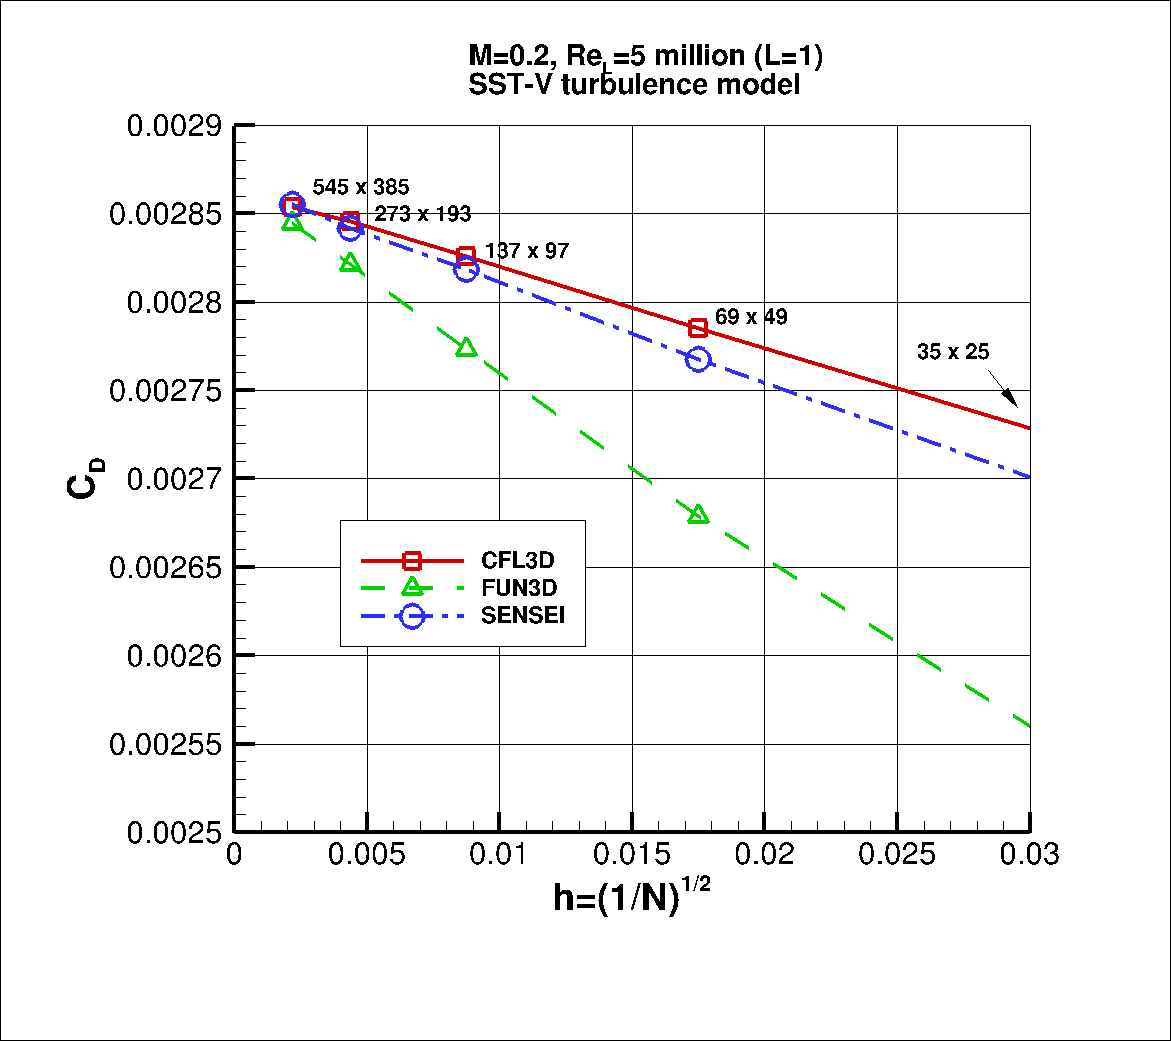 M=0.2, Re_L=5 million (L=1)
SST-V turbulence model
0.0029
0.00285
0.0028
0.00275
0.0027
0.00265
0.0026
0.00255
0.0025
C_D
545 x 385
273 x 193
137 x 97
69 x 49
35 x 25
CFL3D
FUN3D
SENSEI
0 0.005 0.01 0.015 0.02 0.025 0.03
h=(1/N)^1/2